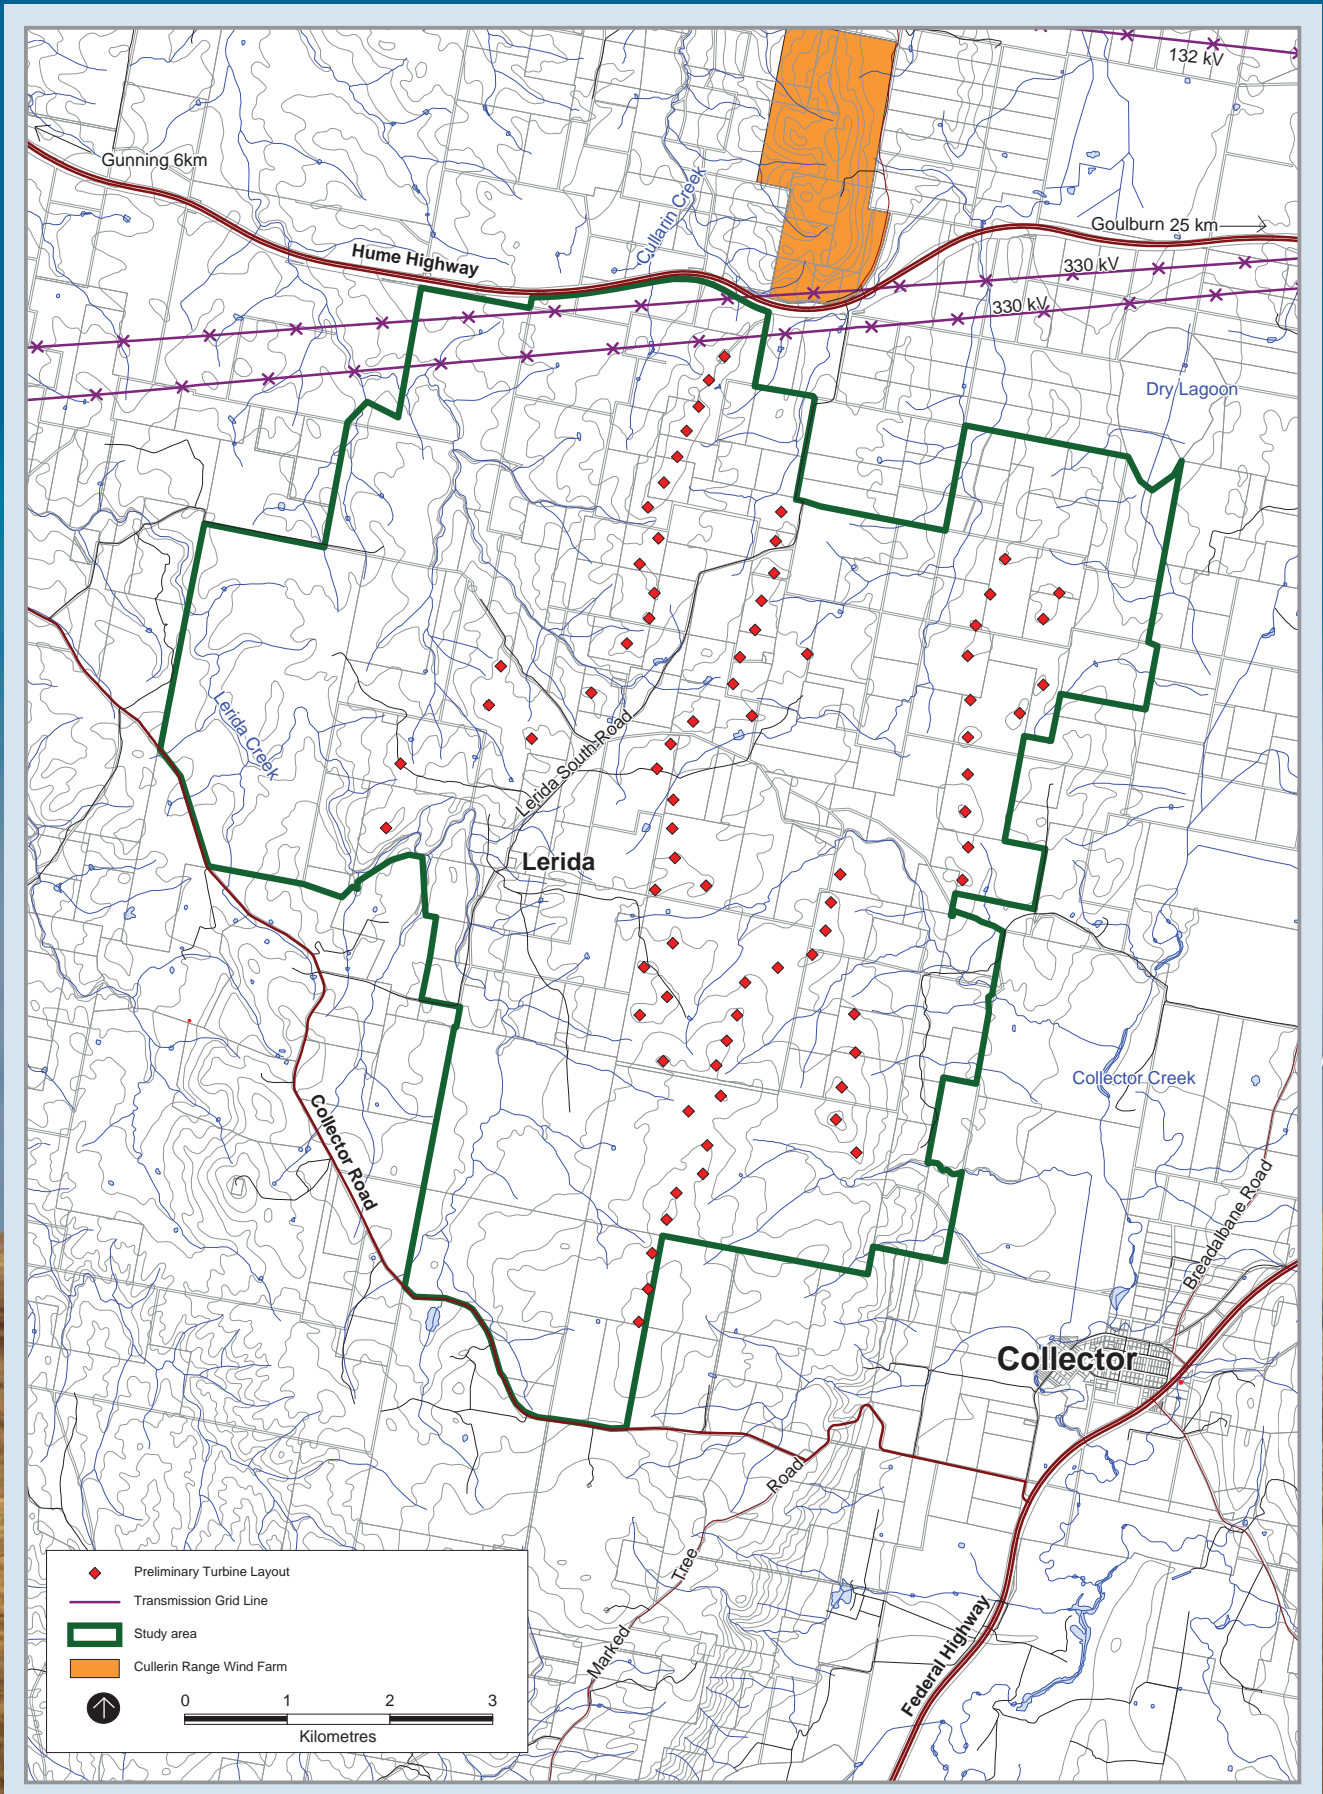 132 kV
Gunning 6km
Cullarin Creek
Goulburn 25 km
Hume Highway
330 kV
330 kV
Dry Lagoon
Lerida Creek
Lerida South Road
Lerida
Collector Creek
Collector Road
Breadalbane Road
Collector
Road
Tree
Marked
Federal Highway
Preliminary Turbine Layout
Transmission Grid Line
Study area
Cullerin Range Wind Farm
0 1 2 3
Kilometres